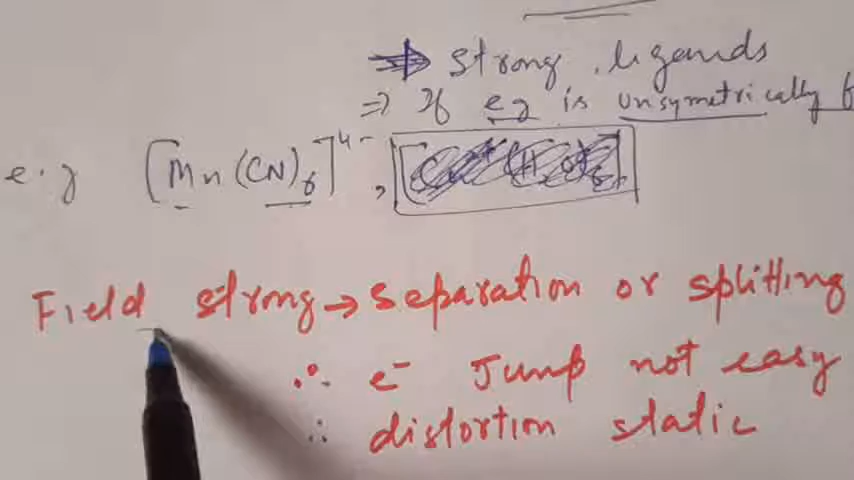 ⇒ strong ligands
⇒ If eg is unsymetrically f
e.g [Mn(CN)6]4-,
Field strong → separation or splitting
∴ e- Jump not easy
∴ distortion static